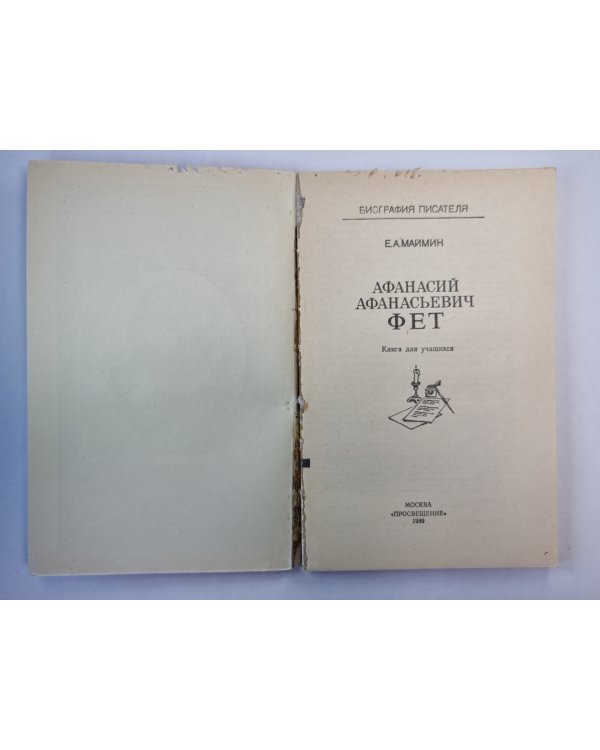 БИОГРАФИЯ ПИСАТЕЛЯ
Е.А.МАЙМИН
АФАНАСИЙ
АФАНАСЬЕВИЧ
ФЕТ
Книга для учащихся
МОСКВА
«ПРОСВЕЩЕНИЕ»
1989